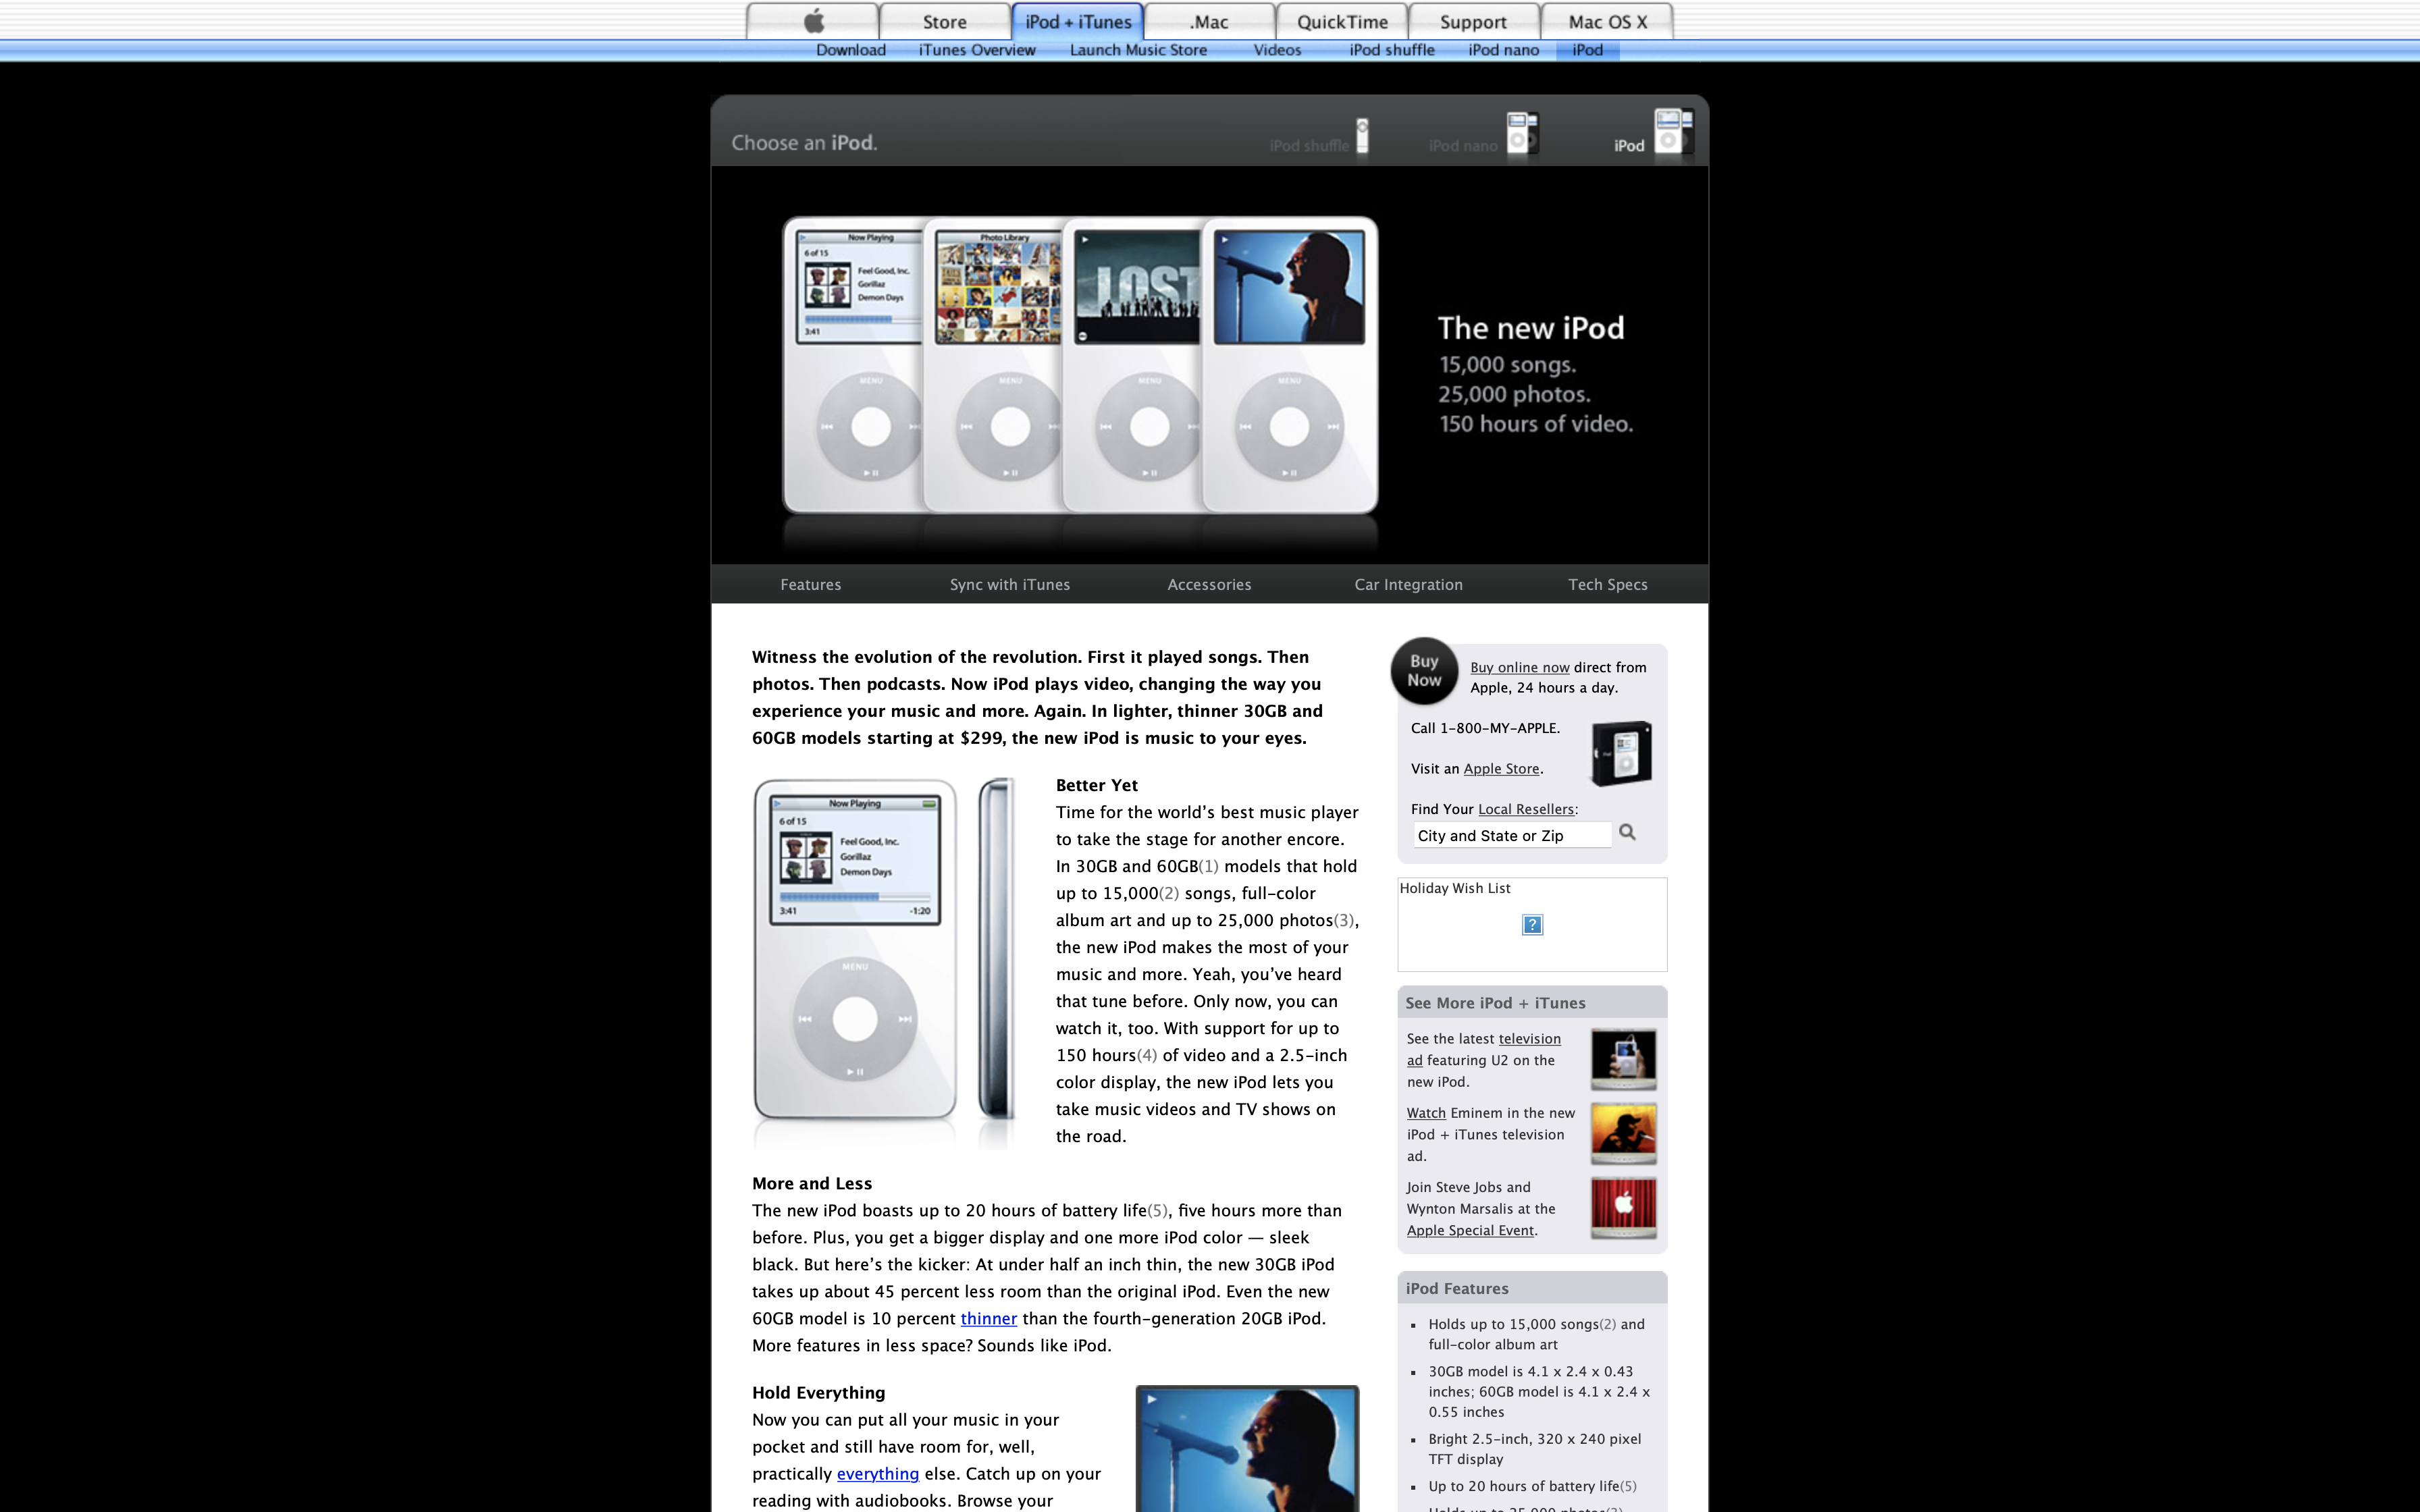 Store
iPod + iTunes
.Mac
QuickTime
Support
Mac OS X
Download
iTunes Overview
Launch Music Store
Videos
iPod shuffle
iPod nano
iPod
Choose an iPod.
iPod shuffle
iPod nano
iPod
Now Playing
6 of 15
Feel Good, Inc.
Gorillaz
Demon Days
3:41
MENU
Photo Library
MENU
LOST
MENU
MENU
The new iPod
15,000 songs.
25,000 photos.
150 hours of video.
Features
Sync with iTunes
Accessories
Car Integration
Tech Specs
Witness the evolution of the revolution. First it played songs. Then
photos. Then podcasts. Now iPod plays video, changing the way you
experience your music and more. Again. In lighter, thinner 30GB and
60GB models starting at $299, the new iPod is music to your eyes.
Now Playing
6 of 15
Feel Good, Inc.
Gorillaz
Demon Days
3:41
-1:20
MENU
Better Yet
Time for the world’s best music player
to take the stage for another encore.
In 30GB and 60GB(1) models that hold
up to 15,000(2) songs, full-color
album art and up to 25,000 photos(3),
the new iPod makes the most of your
music and more. Yeah, you’ve heard
that tune before. Only now, you can
watch it, too. With support for up to
150 hours(4) of video and a 2.5-inch
color display, the new iPod lets you
take music videos and TV shows on
the road.
More and Less
The new iPod boasts up to 20 hours of battery life(5), five hours more than
before. Plus, you get a bigger display and one more iPod color — sleek
black. But here’s the kicker: At under half an inch thin, the new 30GB iPod
takes up about 45 percent less room than the original iPod. Even the new
60GB model is 10 percent thinner than the fourth-generation 20GB iPod.
More features in less space? Sounds like iPod.
Hold Everything
Now you can put all your music in your
pocket and still have room for, well,
practically everything else. Catch up on your
reading with audiobooks. Browse your
Buy
Now
Buy online now direct from
Apple, 24 hours a day.
Call 1-800-MY-APPLE.
Visit an Apple Store.
Find Your Local Resellers:
City and State or Zip
Holiday Wish List
?
See More iPod + iTunes
See the latest television
ad featuring U2 on the
new iPod.
Watch Eminem in the new
iPod + iTunes television
ad.
Join Steve Jobs and
Wynton Marsalis at the
Apple Special Event.
iPod Features
Holds up to 15,000 songs(2) and
full-color album art
30GB model is 4.1 x 2.4 x 0.43
inches; 60GB model is 4.1 x 2.4 x
0.55 inches
Bright 2.5-inch, 320 x 240 pixel
TFT display
Up to 20 hours of battery life(5)
Holds up to 25,000 photos(3)